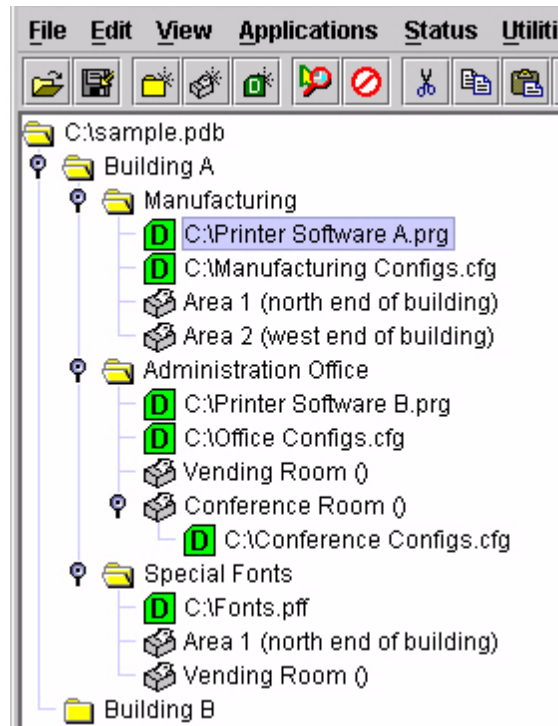 File Edit View Applications Status Utiliti
C:\sample.pdb
Building A
Manufacturing
D C:\Printer Software A.prg
D C:\Manufacturing Configs.cfg
Area 1 (north end of building)
Area 2 (west end of building)
Administration Office
D C:\Printer Software B.prg
D C:\Office Configs.cfg
Vending Room ()
Conference Room ()
D C:\Conference Configs.cfg
Special Fonts
D C:\Fonts.pff
Area 1 (north end of building)
Vending Room ()
Building B